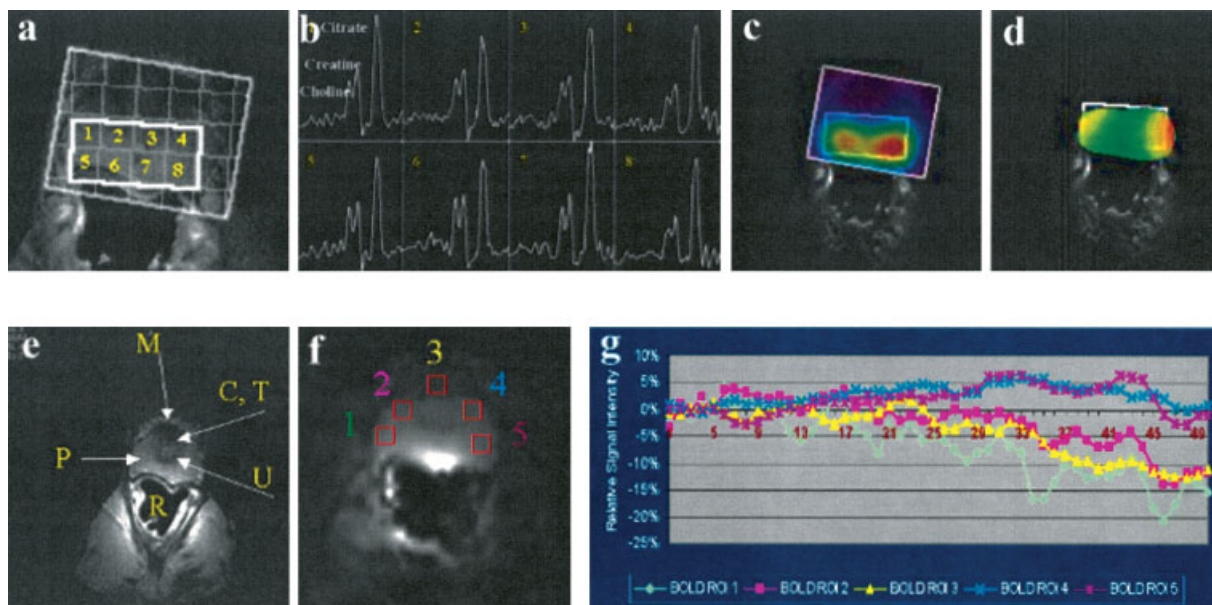 a
1 2 3 4
5 6 7 8
b
1 Citrate 2 3 4
Creatine
Choline
5 6 7 8
c
d
e
M
C, T
P
U
R
f
3
2 4
1 5
g
10%
5%
0%
-5%
-10%
-15%
-20%
-25%
Relative Signal Intensity
5 9 13 17 21 25 29 33 37 41 45 49
BOLD ROI 1 BOLD ROI 2 BOLD ROI 3 BOLD ROI 4 BOLD ROI 5